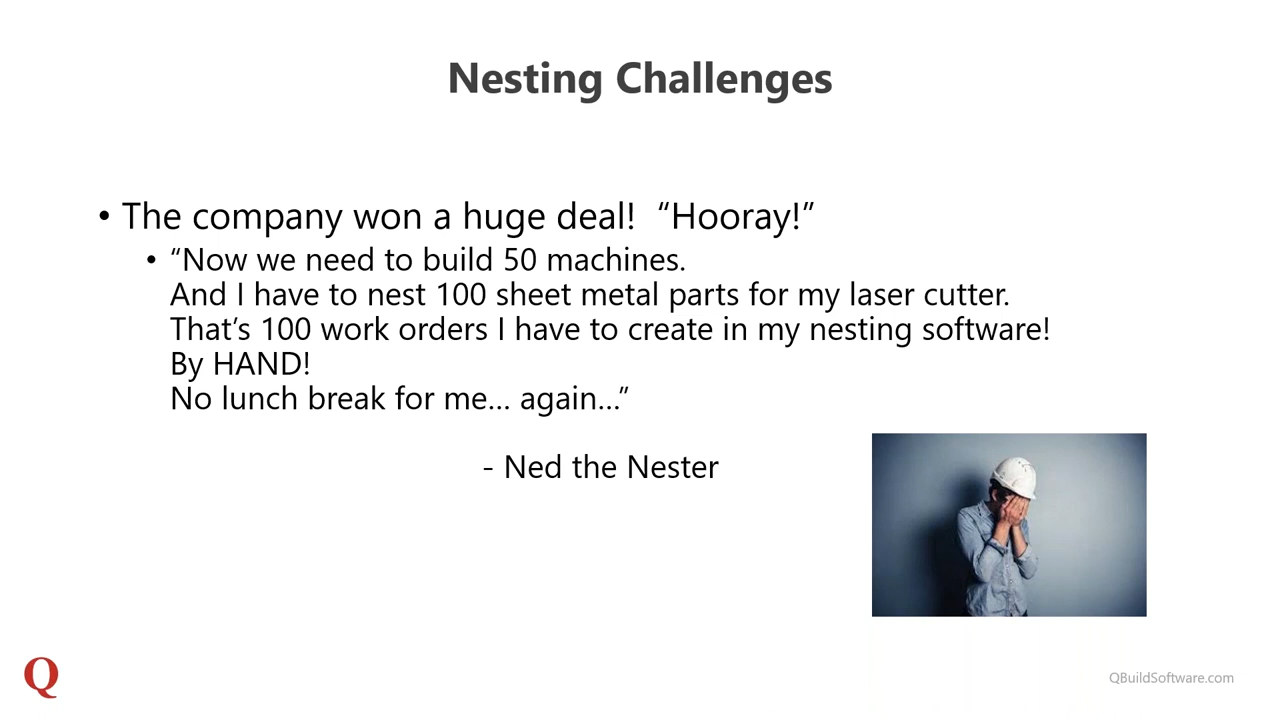 Nesting Challenges
• The company won a huge deal!  “Hooray!”
• “Now we need to build 50 machines.
And I have to nest 100 sheet metal parts for my laser cutter.
That’s 100 work orders I have to create in my nesting software!
By HAND!
No lunch break for me… again…”
- Ned the Nester
Q
QBuildSoftware.com